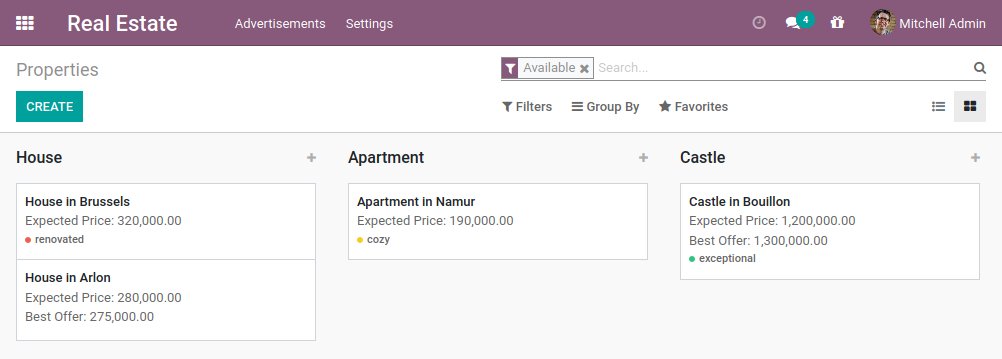 Real Estate Advertisements Settings 4 Mitchell Admin
Properties Available Search...
CREATE Filters Group By Favorites
House + Apartment + Castle +
House in Brussels
Expected Price: 320,000.00
renovated
House in Arlon
Expected Price: 280,000.00
Best Offer: 275,000.00
Apartment in Namur
Expected Price: 190,000.00
cozy
Castle in Bouillon
Expected Price: 1,200,000.00
Best Offer: 1,300,000.00
exceptional